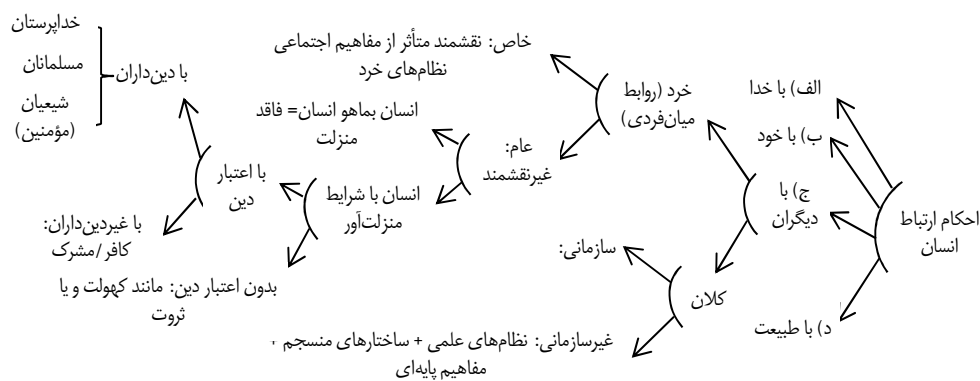 احکام ارتباط
انسان
الف) با خدا
ب) با خود
ج) با
دیگران
د) با طبیعت
خرد (روابط
میان‌فردی)
کلان
خاص: نقشمند متأثر از مفاهیم اجتماعی
نظام‌های خرد
عام:
غیرنقشمند
سازمانی:
غیرسازمانی: نظام‌های علمی + ساختارهای منسجم +
مفاهیم پایه‌ای
انسان بماهو انسان= فاقد
منزلت
انسان با شرایط
منزلت‌آور
با اعتبار
دین
بدون اعتبار دین: مانند کهولت و یا
ثروت
با دین‌داران
با غیردین‌داران:
کافر/مشرک
خداپرستان
مسلمانان
شیعیان
(مؤمنین)